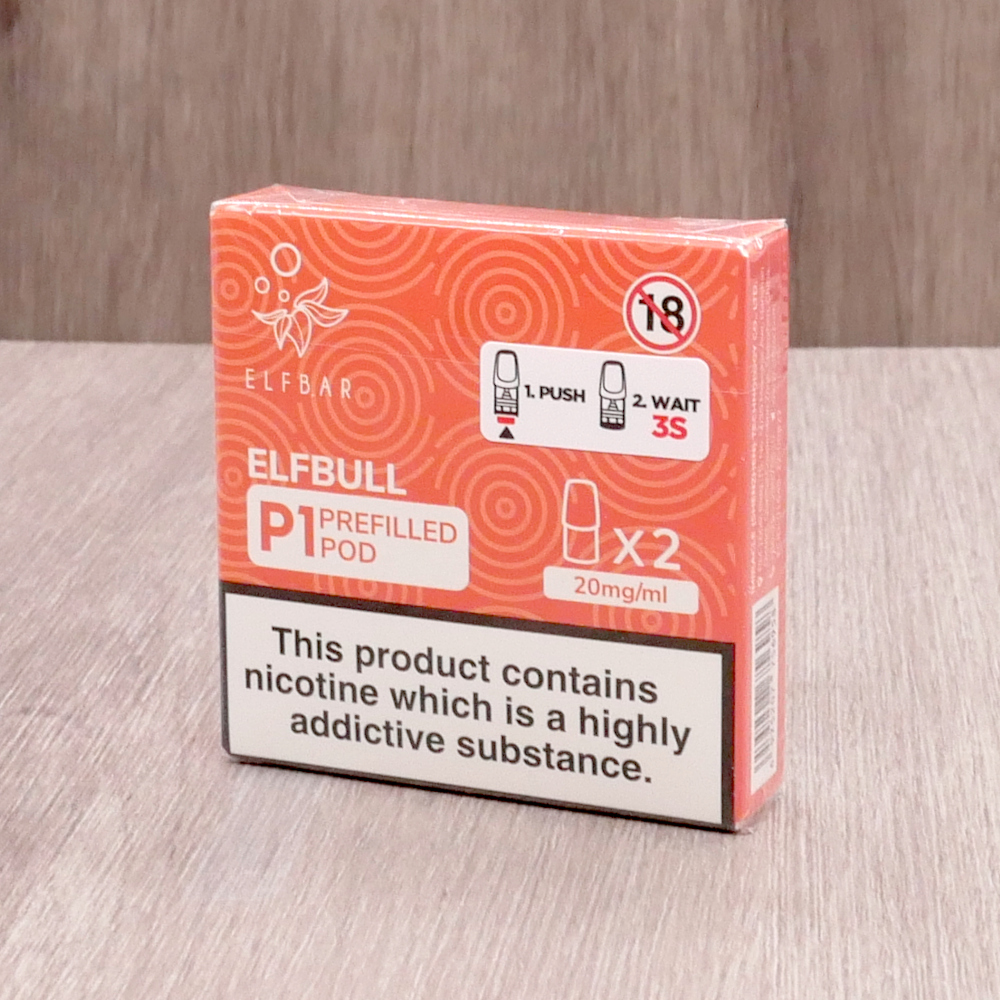 18
ELFBAR
1. PUSH
2. WAIT
3S
ELFBULL
P1 PREFILLED
POD
X2
20mg/ml
This product contains
nicotine which is a highly
addictive substance.